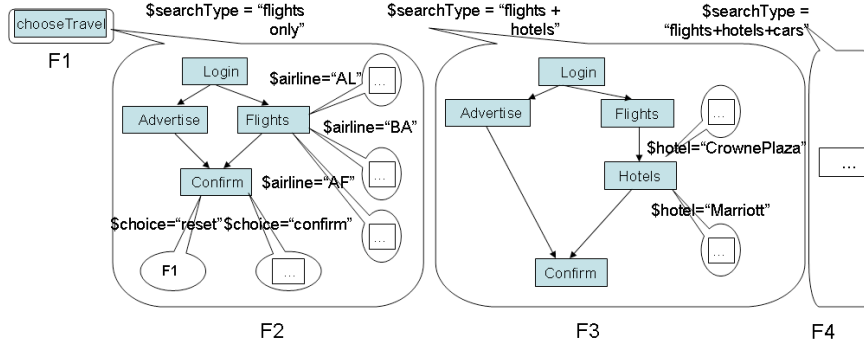 chooseTravel
F1
$searchType = “flights
only”
Login
Advertise
Flights
$airline=“AL”
...
$airline=“BA”
...
$airline=“AF”
...
Confirm
$choice=“reset”
$choice=“confirm”
F1
...
F2
$searchType = “flights +
hotels”
Login
Advertise
Flights
...
$hotel=“CrownePlaza”
Hotels
$hotel=“Marriott”
...
Confirm
F3
$searchType =
“flights+hotels+cars”
...
F4